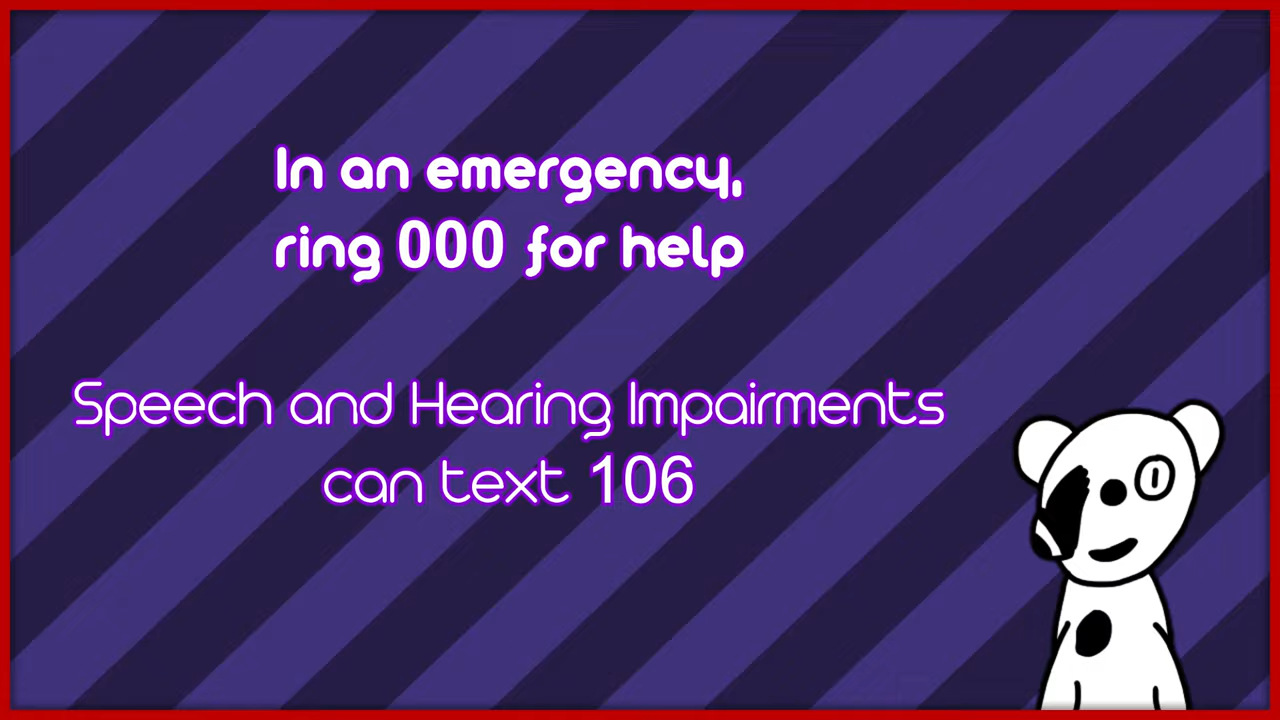 In an emergency,
ring 000 for help
Speech and Hearing Impairments
can text 106